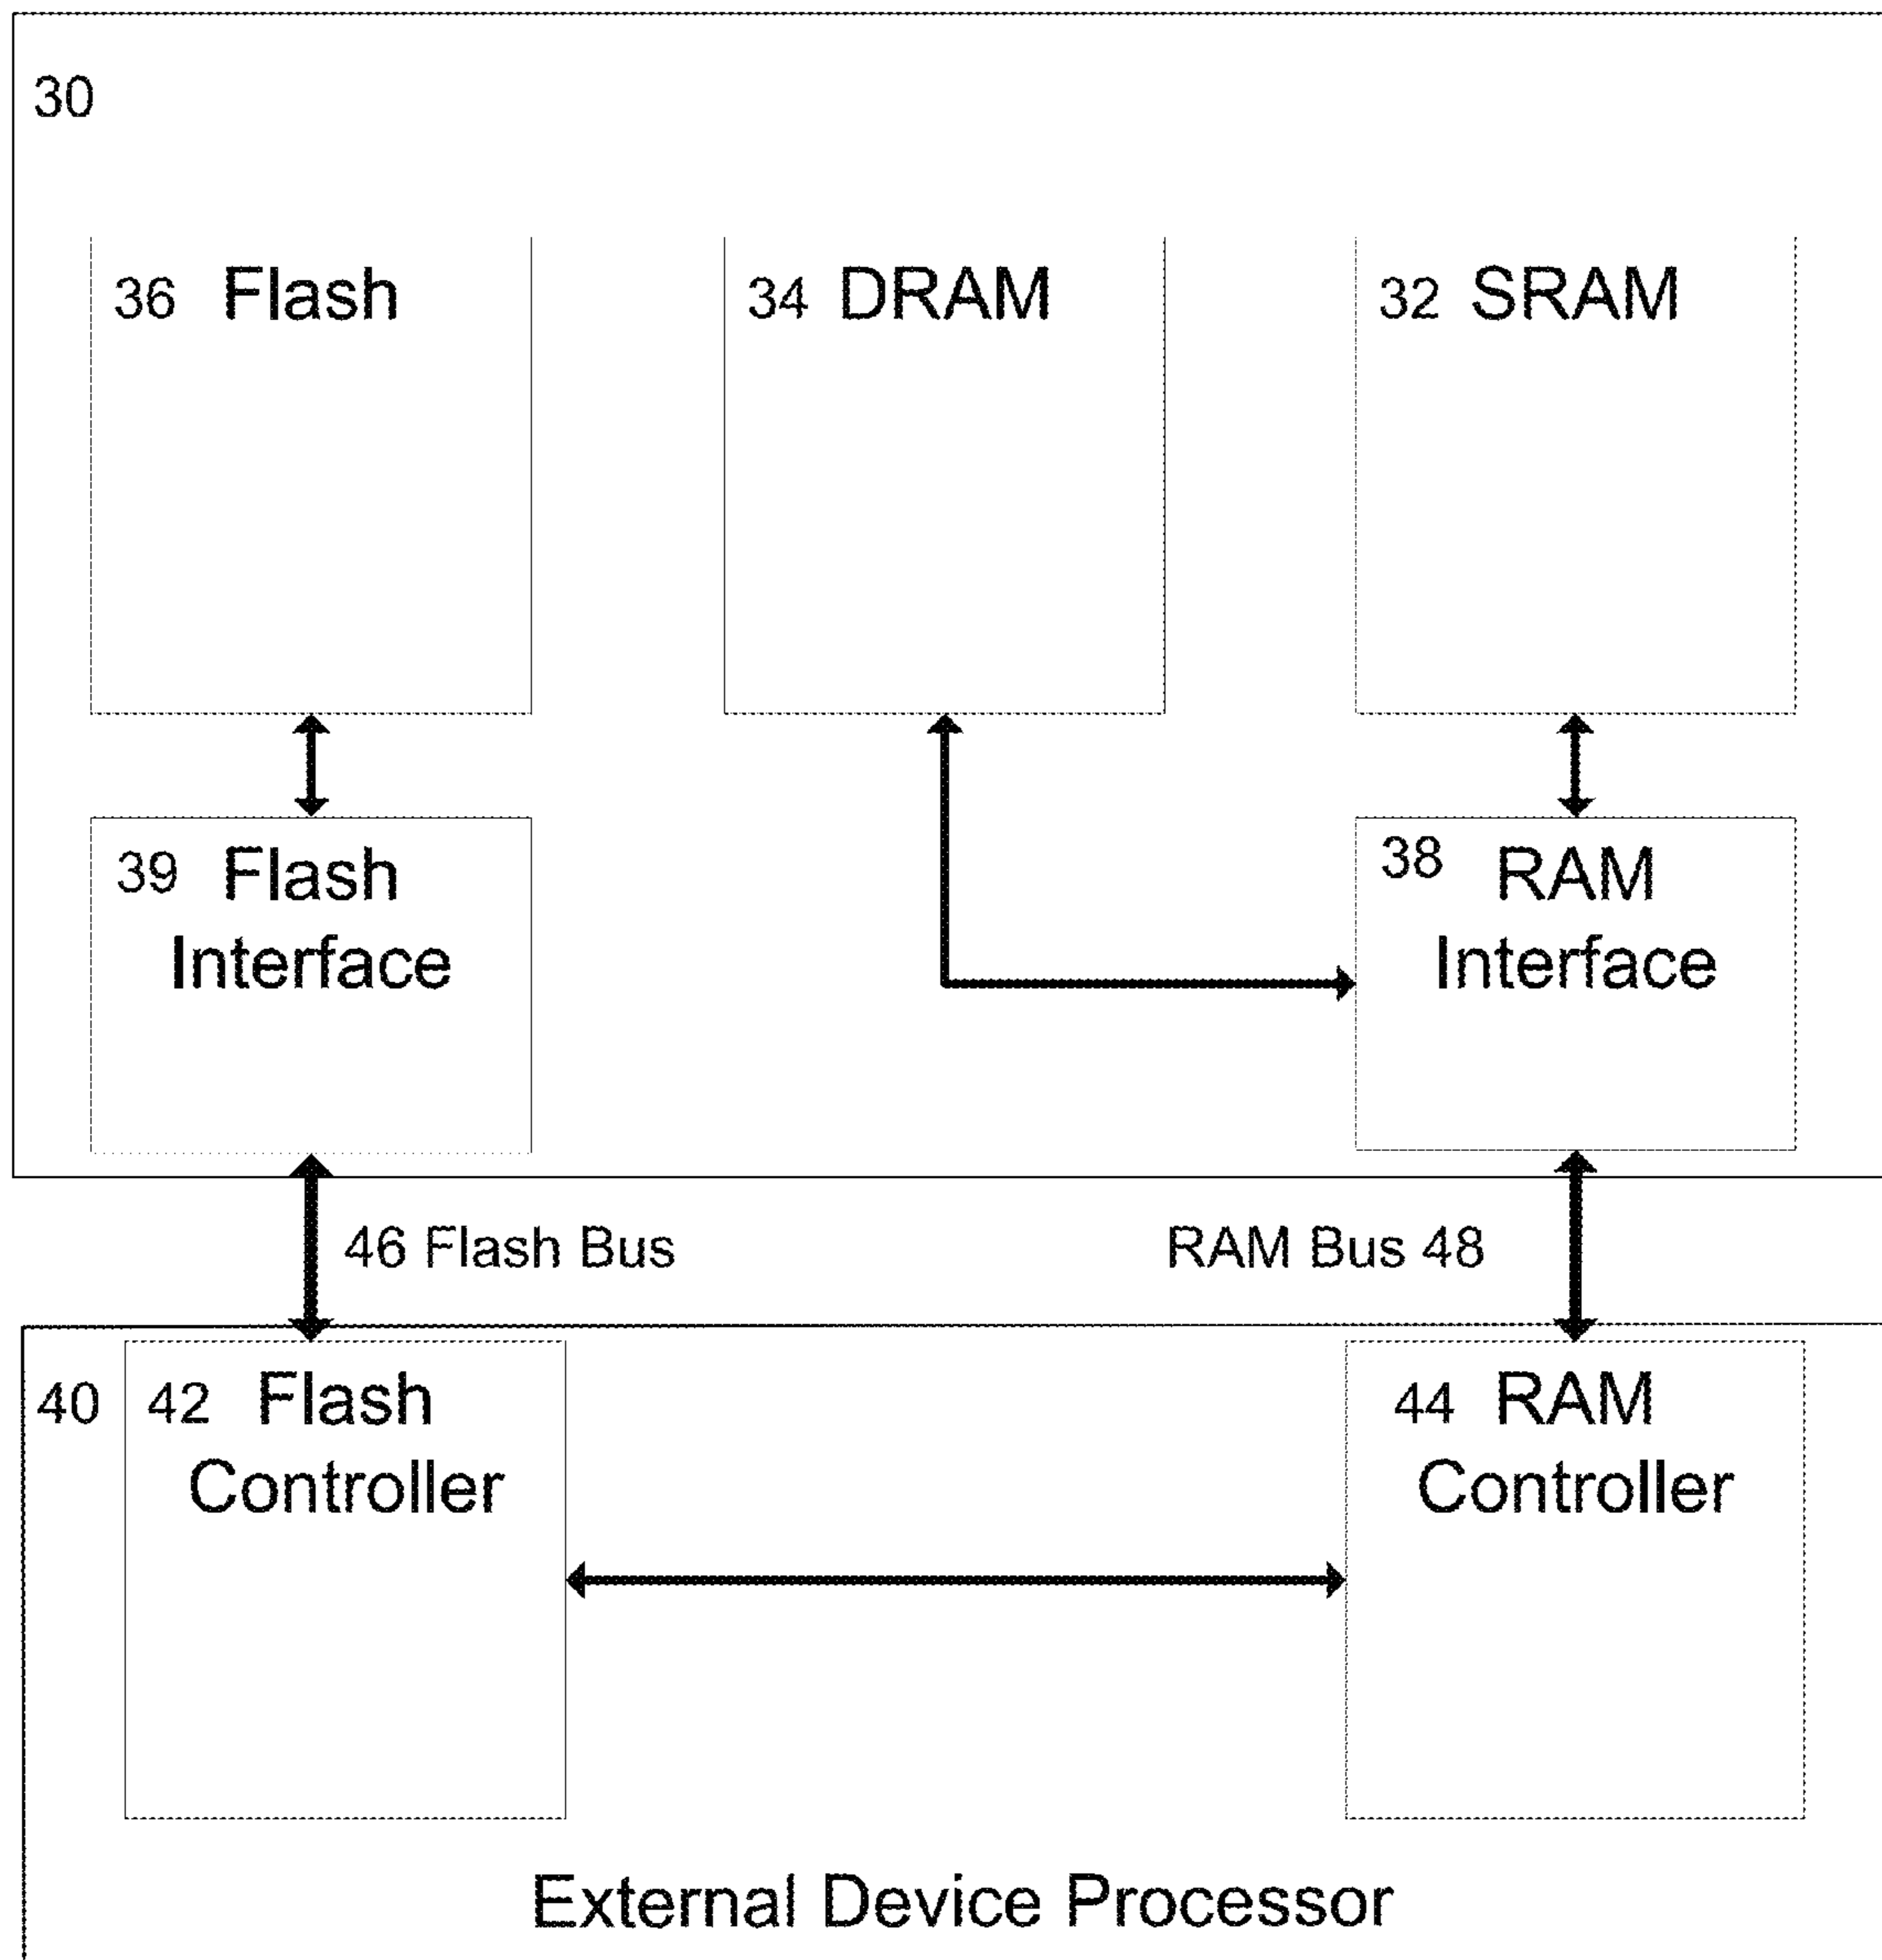 30
36 Flash
34 DRAM
32 SRAM
39 Flash
Interface
38 RAM
Interface
46 Flash Bus
RAM Bus 48
40
42 Flash
Controller
44 RAM
Controller
External Device Processor